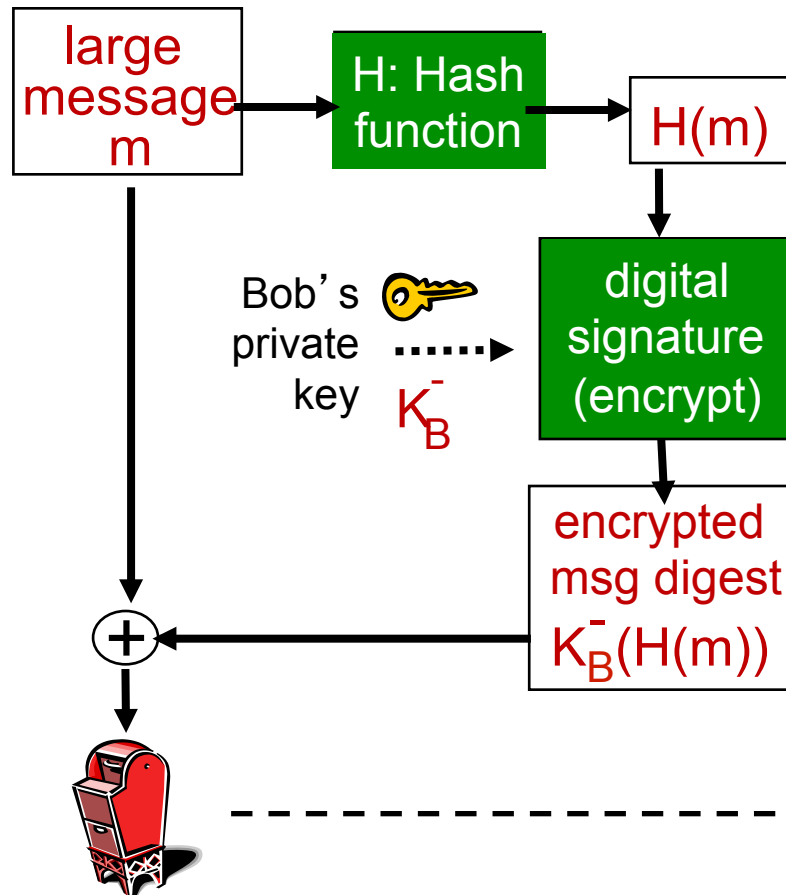 large
message
m
H: Hash
function
H(m)
Bob's
private
key
K_B^-
digital
signature
(encrypt)
encrypted
msg digest
K_B^-(H(m))
+